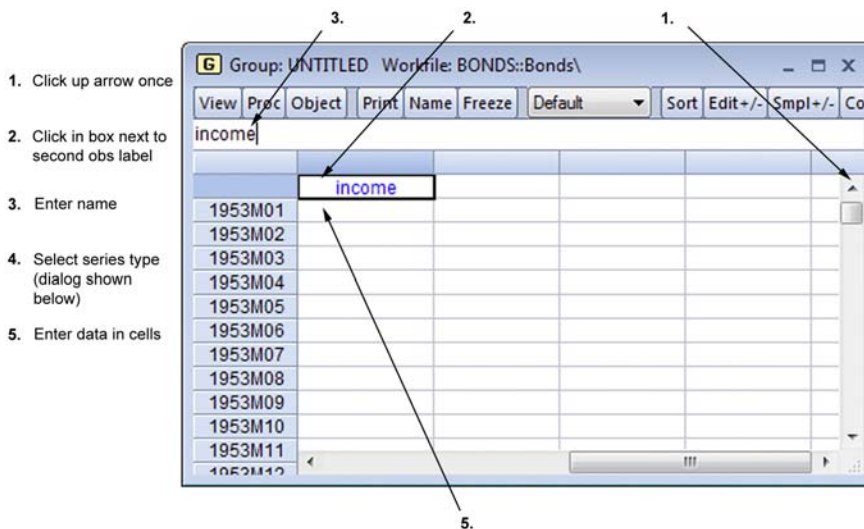 3.
2.
1.
1. Click up arrow once
2. Click in box next to
second obs label
3. Enter name
4. Select series type
(dialog shown
below)
5. Enter data in cells
G Group: UNTITLED Workfile: BONDS::Bonds\
View Proc Object Print Name Freeze Default Sort Edit+/- Smpl+/- Co
income
income
1953M01
1953M02
1953M03
1953M04
1953M05
1953M06
1953M07
1953M08
1953M09
1953M10
1953M11
1953M12
5.